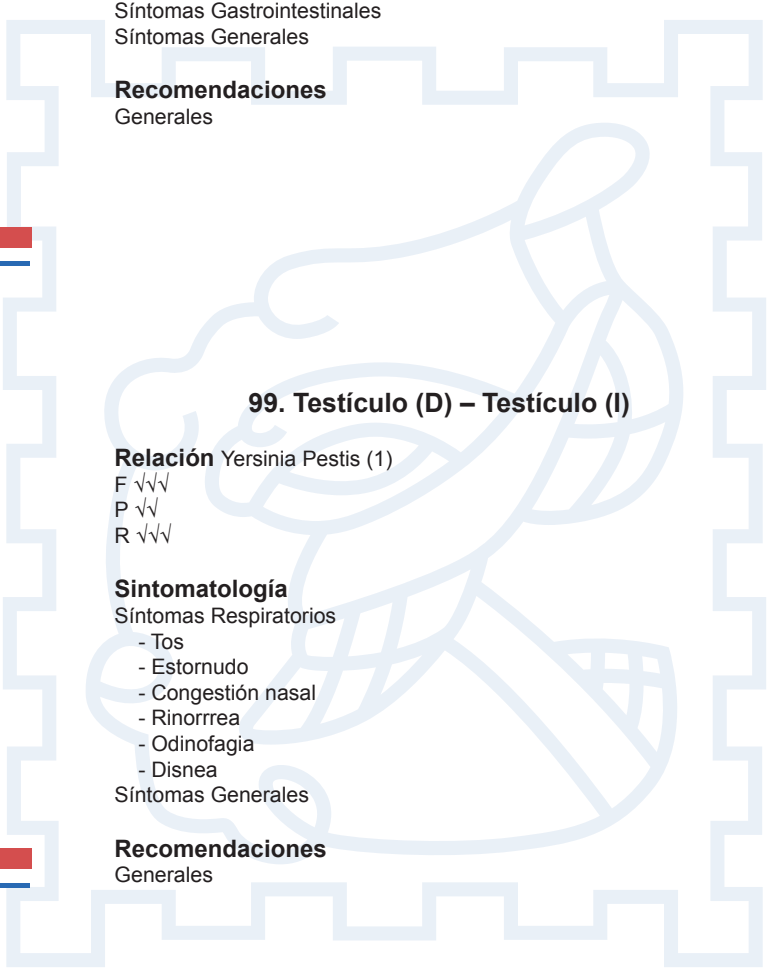 Síntomas Gastrointestinales
Síntomas Generales
Recomendaciones
Generales
99. Testículo (D) – Testículo (I)
Relación Yersinia Pestis (1)
F √√√
P √√
R √√√
Sintomatología
Síntomas Respiratorios
- Tos
- Estornudo
- Congestión nasal
- Rinorrrea
- Odinofagia
- Disnea
Síntomas Generales
Recomendaciones
Generales